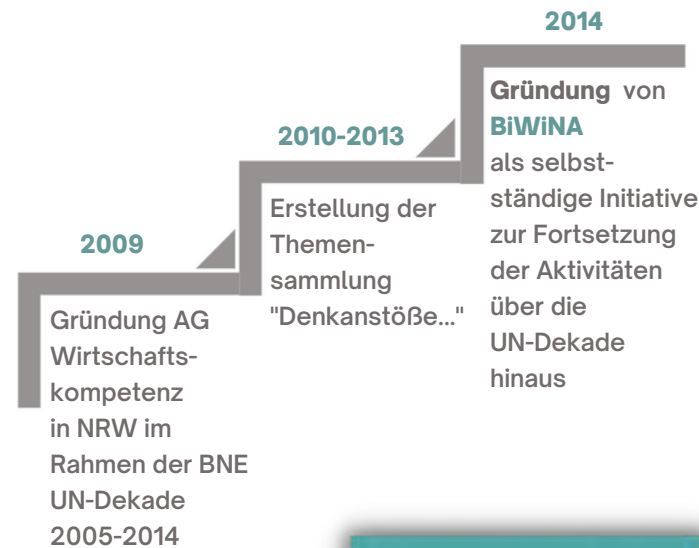 2009
Gründung AG
Wirtschafts-
kompetenz
in NRW im
Rahmen der BNE
UN-Dekade
2005-2014
2010-2013
Erstellung der
Themen-
sammlung
"Denkanstöße..."
2014
Gründung von
BiWiNA
als selbst-
ständige Initiative
zur Fortsetzung
der Aktivitäten
über die
UN-Dekade
hinaus